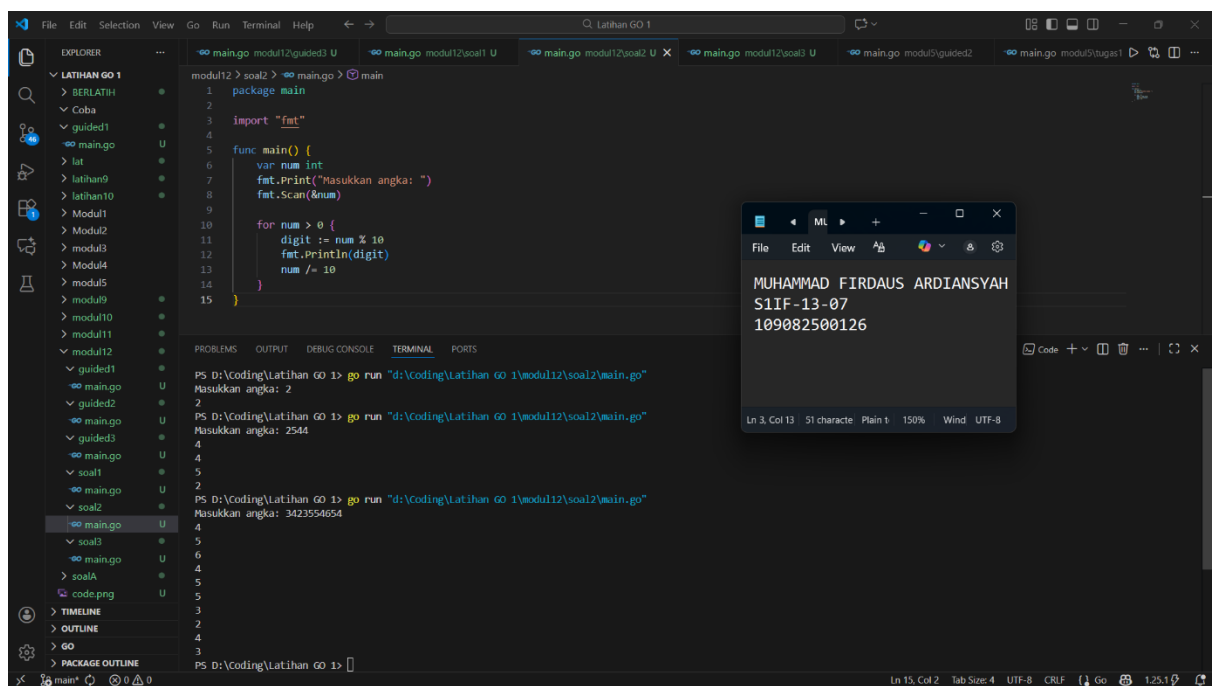 File Edit Selection View Go Run Terminal Help
Latihan GO 1
EXPLORER
main.go modul12\guided3 U
main.go modul12\soal1 U
main.go modul12\soal2 U
main.go modul12\soal3 U
main.go modul5\guided2
main.go modul5\tugas1
LATIHAN GO 1
BERLATIH
Coba
guided1
main.go U
lat
latihan9
latihan10
Modul1
Modul2
modul3
Modul4
modul5
modul9
modul10
modul11
modul12
guided1
main.go U
guided2
main.go U
guided3
main.go U
soal1
main.go U
soal2
main.go U
soal3
main.go U
soalA
code.png U
TIMELINE
OUTLINE
GO
PACKAGE OUTLINE
46
1
modul12 > soal2 > main.go > main
1 package main
2
3 import "fmt"
4
5 func main() {
6 var num int
7 fmt.Print("Masukkan angka: ")
8 fmt.Scan(&num)
9
10 for num > 0 {
11 digit := num % 10
12 fmt.Println(digit)
13 num /= 10
14 }
15 }
File Edit View
MUHAMMAD FIRDAUS ARDIANSYAH
S1IF-13-07
109082500126
Ln 3, Col 13 51 characte Plain t 150% Wind UTF-8
PROBLEMS OUTPUT DEBUG CONSOLE TERMINAL PORTS
Code
PS D:\Coding\Latihan GO 1> go run "d:\Coding\Latihan GO 1\modul12\soal2\main.go"
Masukkan angka: 2
2
PS D:\Coding\Latihan GO 1> go run "d:\Coding\Latihan GO 1\modul12\soal2\main.go"
Masukkan angka: 2544
4
4
5
2
PS D:\Coding\Latihan GO 1> go run "d:\Coding\Latihan GO 1\modul12\soal2\main.go"
Masukkan angka: 3423554654
4
5
6
4
5
5
3
2
4
3
PS D:\Coding\Latihan GO 1>
main* 0 0
Ln 15, Col 2 Tab Size: 4 UTF-8 CRLF Go 1.25.1